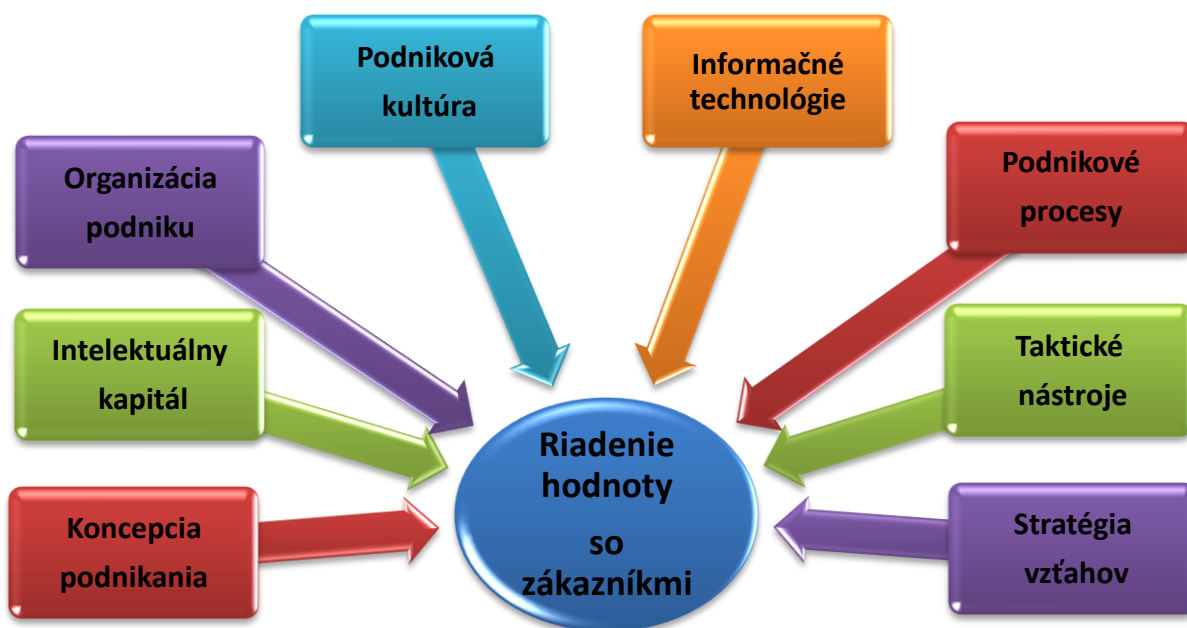 Podniková
kultúra
Informačné
technológie
Organizácia
podniku
Podnikové
procesy
Intelektuálny
kapitál
Taktické
nástroje
Koncepcia
podnikania
Riadenie
hodnoty
so
zákazníkmi
Stratégia
vzťahov